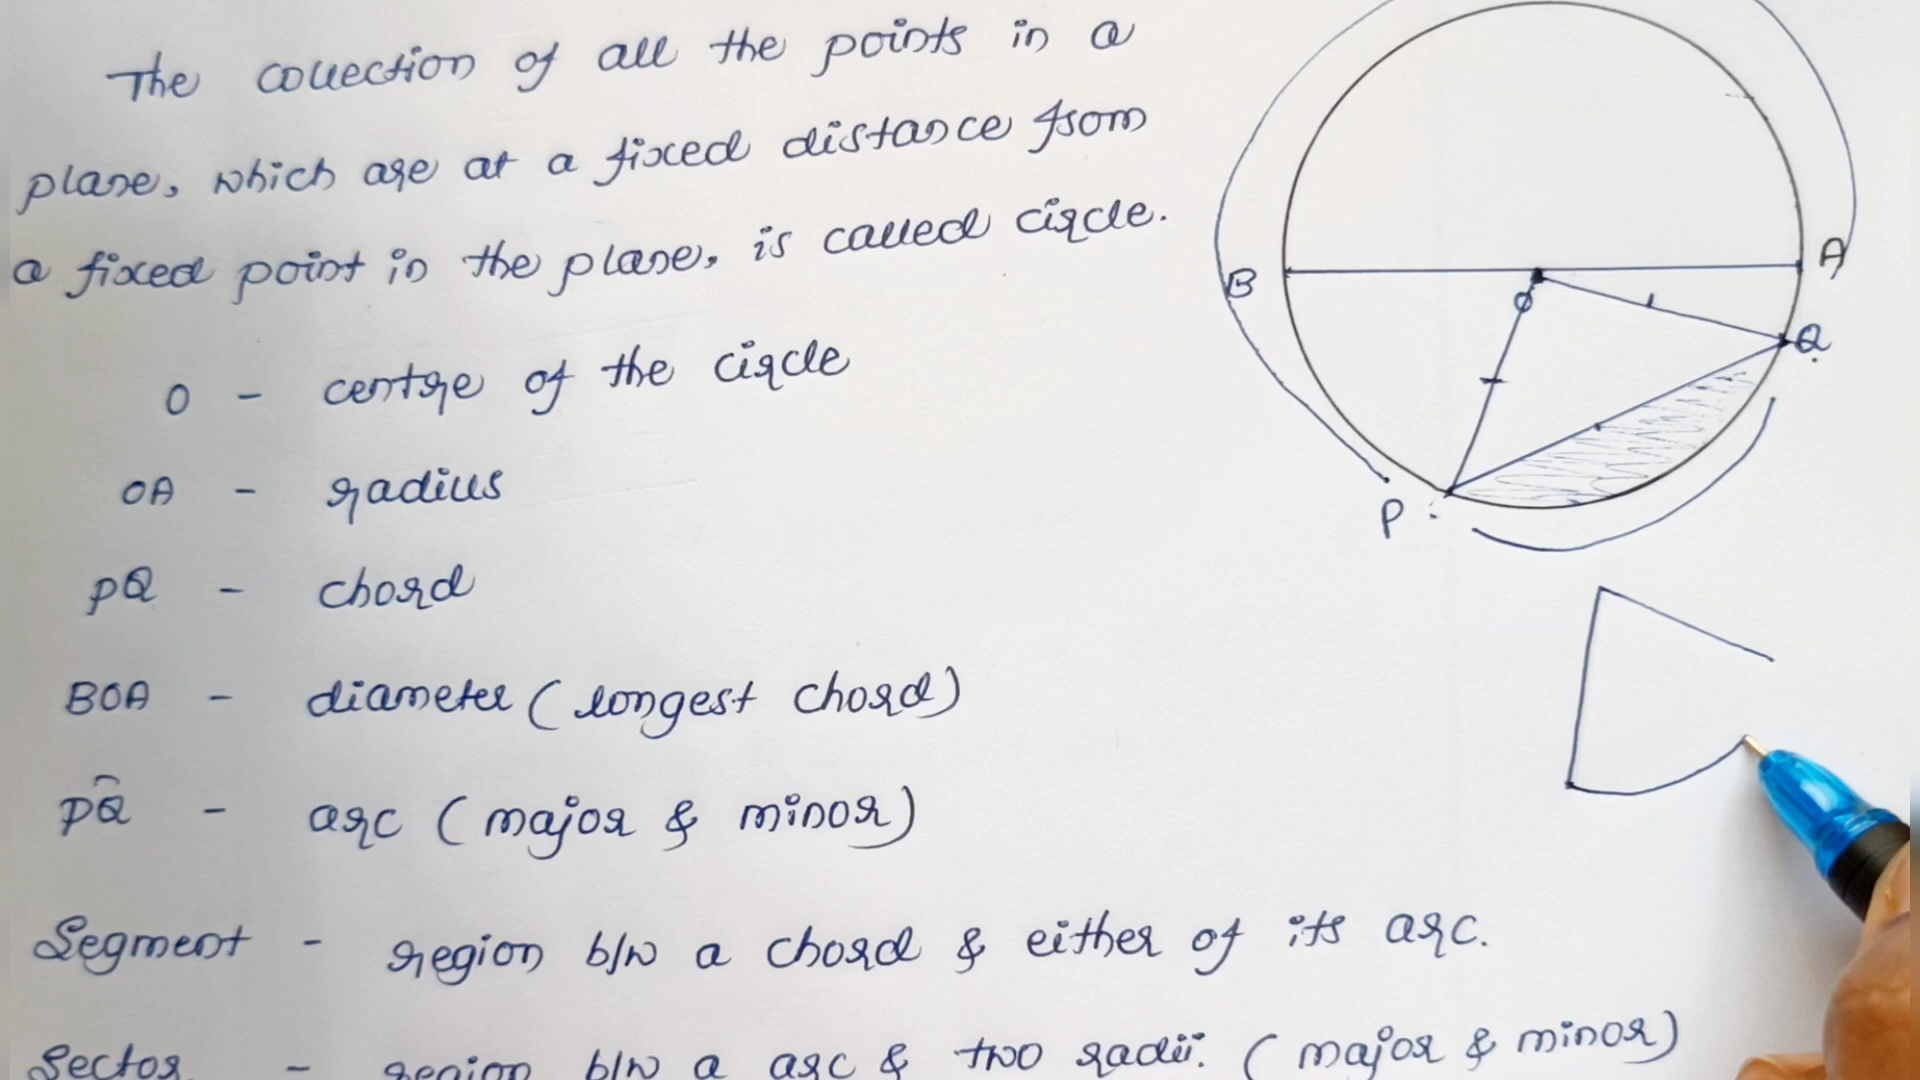 The collection of all the points in a
plane, which are at a fixed distance from
a fixed point in the plane, is called circle.
O - centre of the circle
OA - radius
PQ - chord
BOA - diameter (longest chord)
P͡Q - arc (major & minor)
Segment - region b/w a chord & either of its arc.
Sector - region b/w a arc & two radii. (major & minor)
A
B
O
Q
P